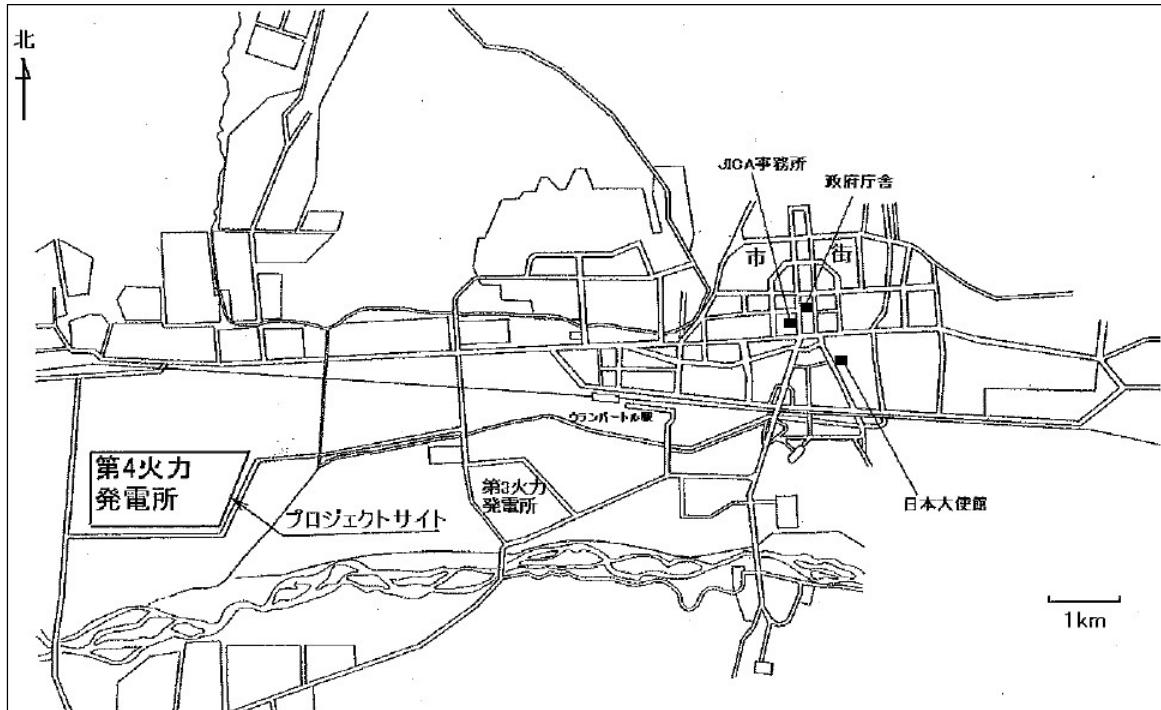 北
JICA事務所
政府庁舎
市街
ウランバートル駅
第4火力
発電所
第3火力
発電所
プロジェクトサイト
日本大使館
1km